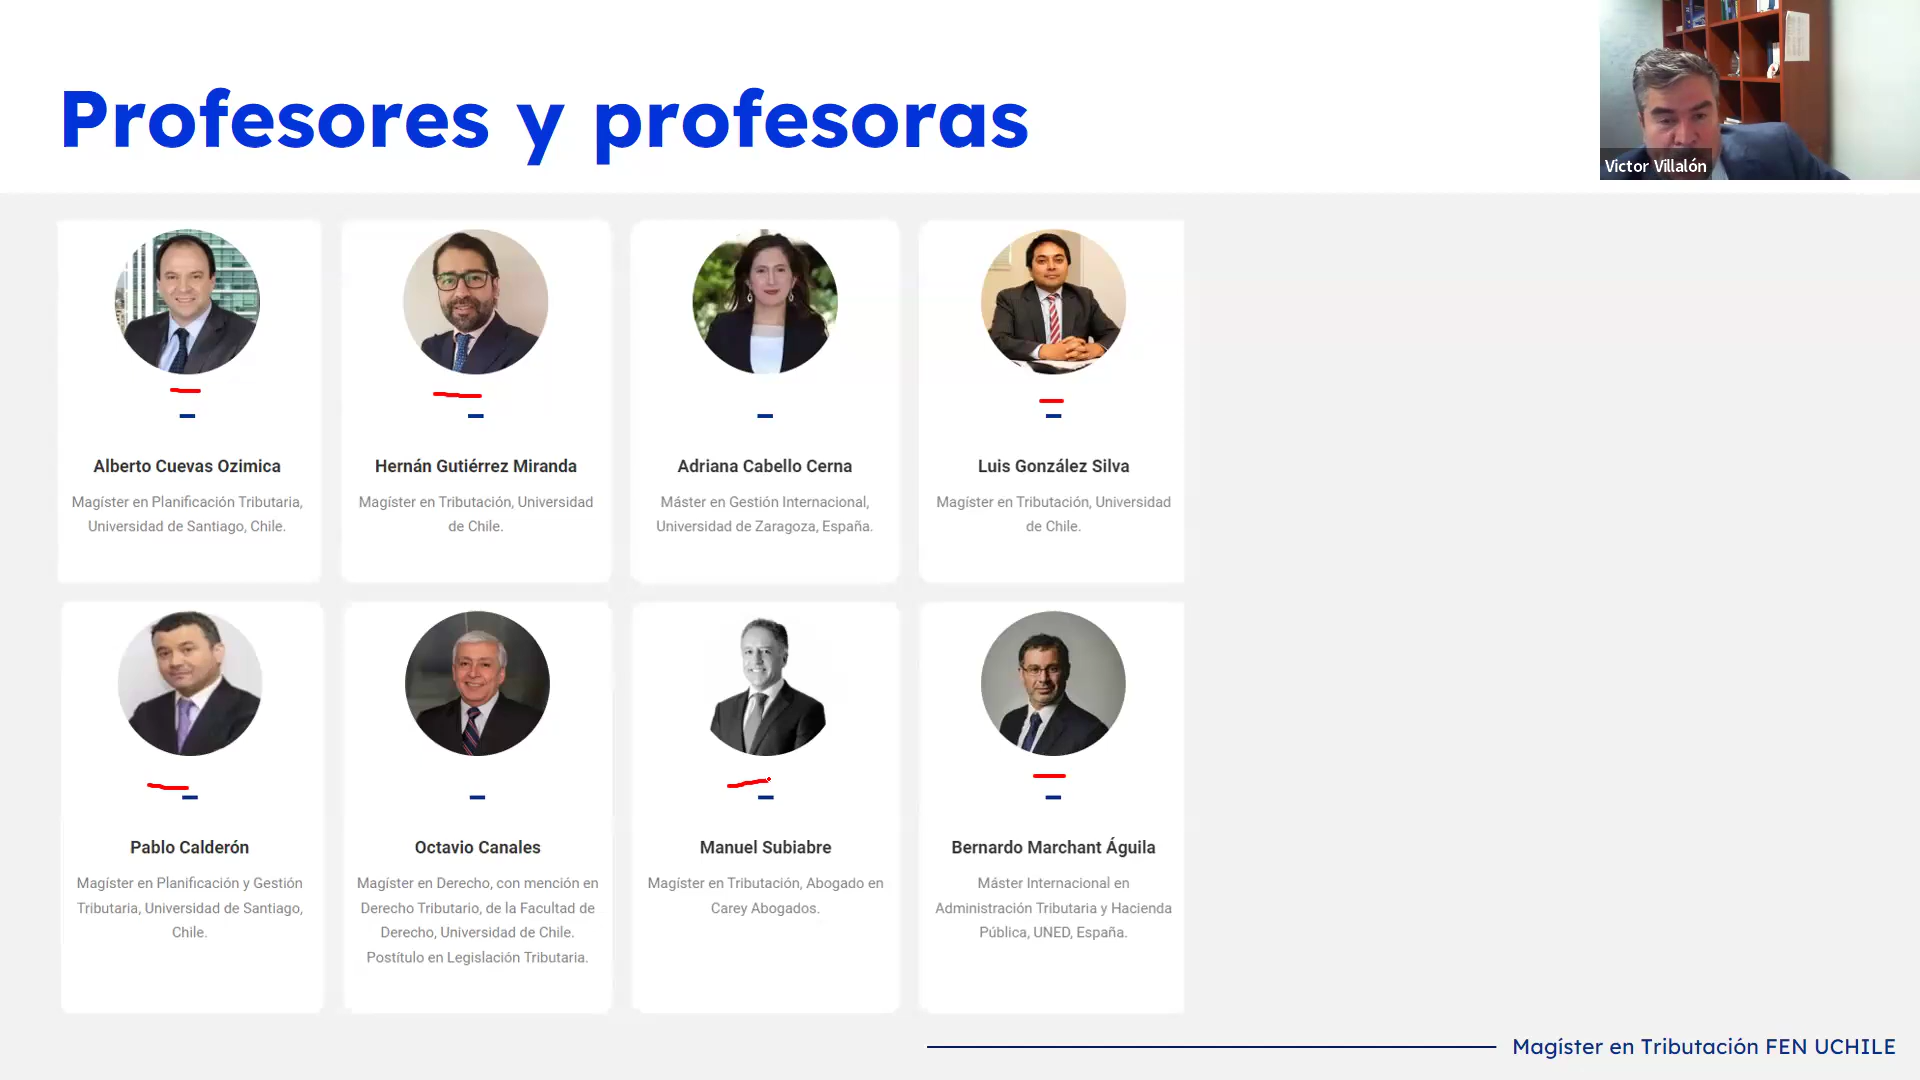 Profesores y profesoras
Victor Villalón
Alberto Cuevas Ozimica
Magíster en Planificación Tributaria,
Universidad de Santiago, Chile.
Hernán Gutiérrez Miranda
Magíster en Tributación, Universidad
de Chile.
Adriana Cabello Cerna
Máster en Gestión Internacional,
Universidad de Zaragoza, España.
Luis González Silva
Magíster en Tributación, Universidad
de Chile.
Pablo Calderón
Magíster en Planificación y Gestión
Tributaria, Universidad de Santiago,
Chile.
Octavio Canales
Magíster en Derecho, con mención en
Derecho Tributario, de la Facultad de
Derecho, Universidad de Chile.
Postítulo en Legislación Tributaria.
Manuel Subiabre
Magíster en Tributación, Abogado en
Carey Abogados.
Bernardo Marchant Águila
Máster Internacional en
Administración Tributaria y Hacienda
Pública, UNED, España.
Magíster en Tributación FEN UCHILE